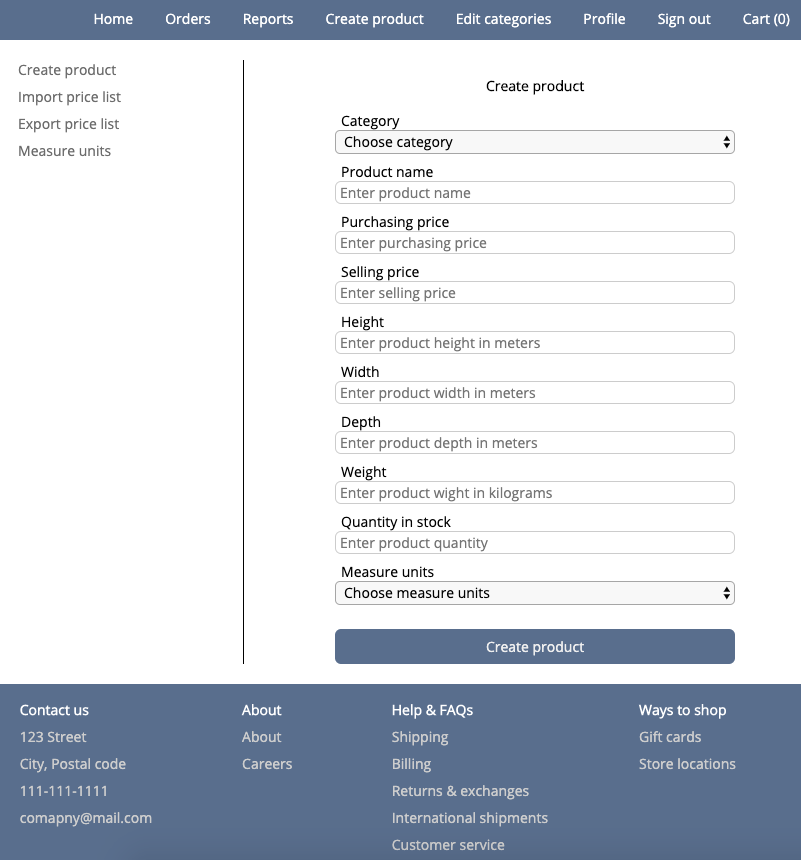 Home Orders Reports Create product Edit categories Profile Sign out Cart (0)
Create product
Import price list
Export price list
Measure units
Create product
Category
Choose category
Product name
Enter product name
Purchasing price
Enter purchasing price
Selling price
Enter selling price
Height
Enter product height in meters
Width
Enter product width in meters
Depth
Enter product depth in meters
Weight
Enter product wight in kilograms
Quantity in stock
Enter product quantity
Measure units
Choose measure units
Create product
Contact us
123 Street
City, Postal code
111-111-1111
comapny@mail.com
About
About
Careers
Help & FAQs
Shipping
Billing
Returns & exchanges
International shipments
Customer service
Ways to shop
Gift cards
Store locations